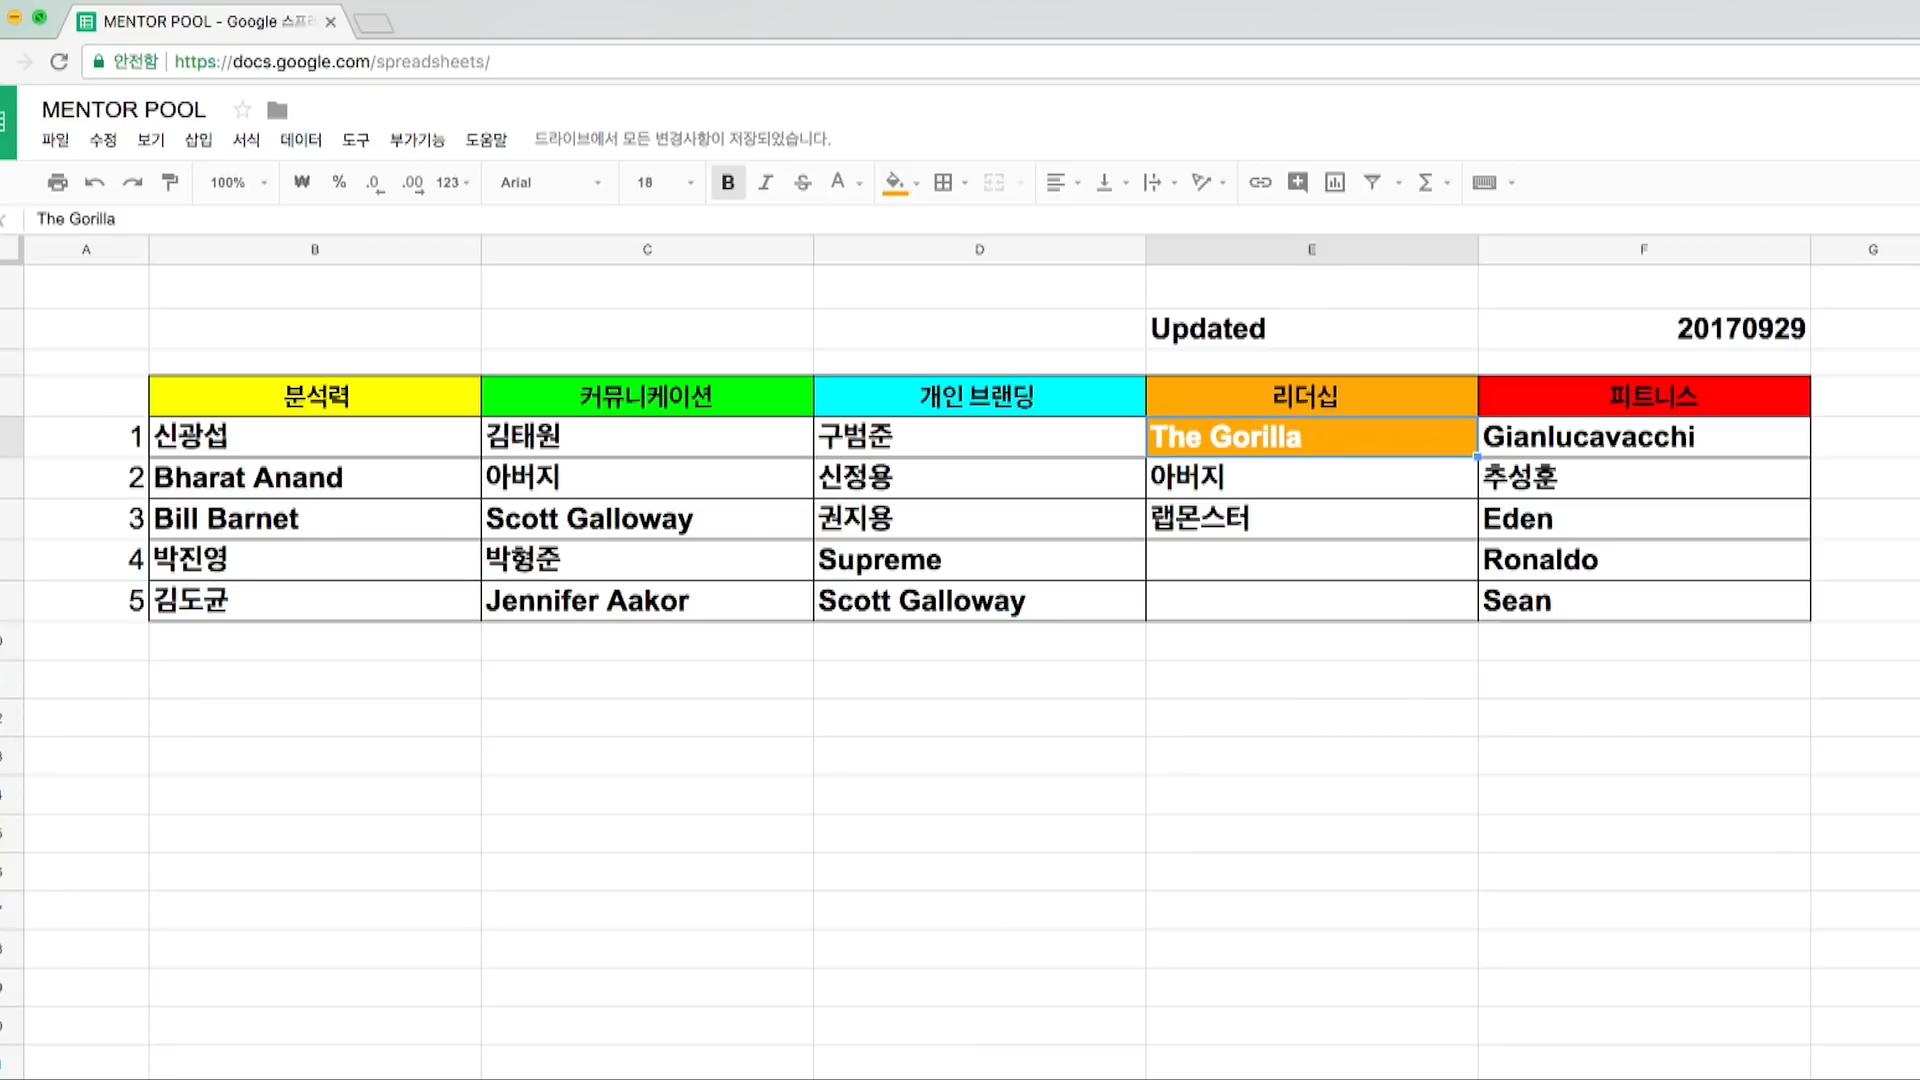 MENTOR POOL - Google 스프레
안전함 https://docs.google.com/spreadsheets/
MENTOR POOL
파일 수정 보기 삽입 서식 데이터 도구 부가기능 도움말 드라이브에서 모든 변경사항이 저장되었습니다.
100% ₩ % .0 .00 123 Arial 18 B I S A Σ
The Gorilla
A B C D E F G
Updated 20170929
분석력 커뮤니케이션 개인 브랜딩 리더십 피트니스
1 신광섭 김태원 구범준 The Gorilla Gianlucavacchi
2 Bharat Anand 아버지 신정용 아버지 추성훈
3 Bill Barnet Scott Galloway 권지용 랩몬스터 Eden
4 박진영 박형준 Supreme Ronaldo
5 김도균 Jennifer Aakor Scott Galloway Sean